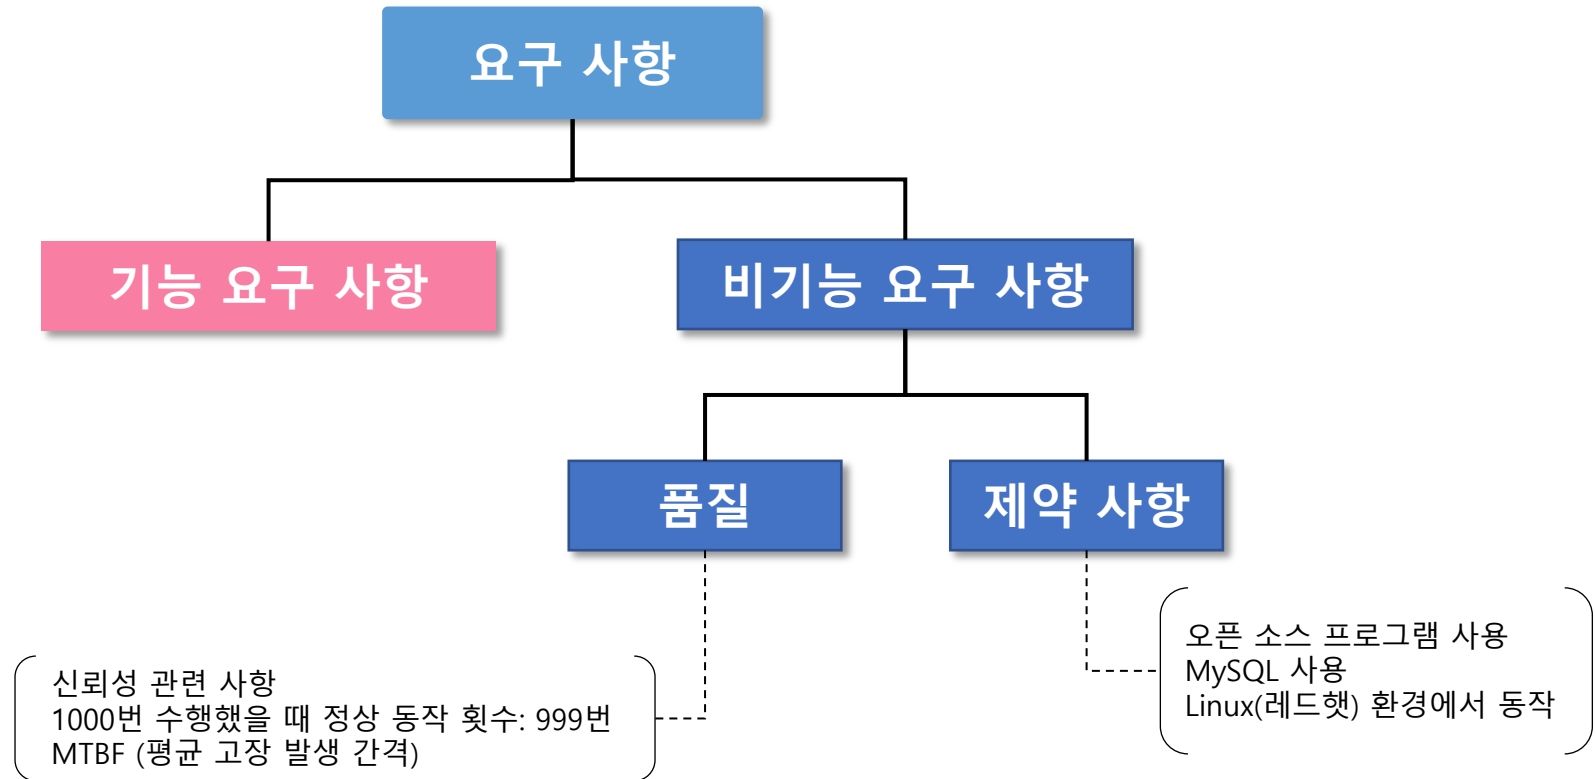 요구 사항
기능 요구 사항
비기능 요구 사항
품질
제약 사항
신뢰성 관련 사항
1000번 수행했을 때 정상 동작 횟수: 999번
MTBF (평균 고장 발생 간격)
오픈 소스 프로그램 사용
MySQL 사용
Linux(레드햇) 환경에서 동작